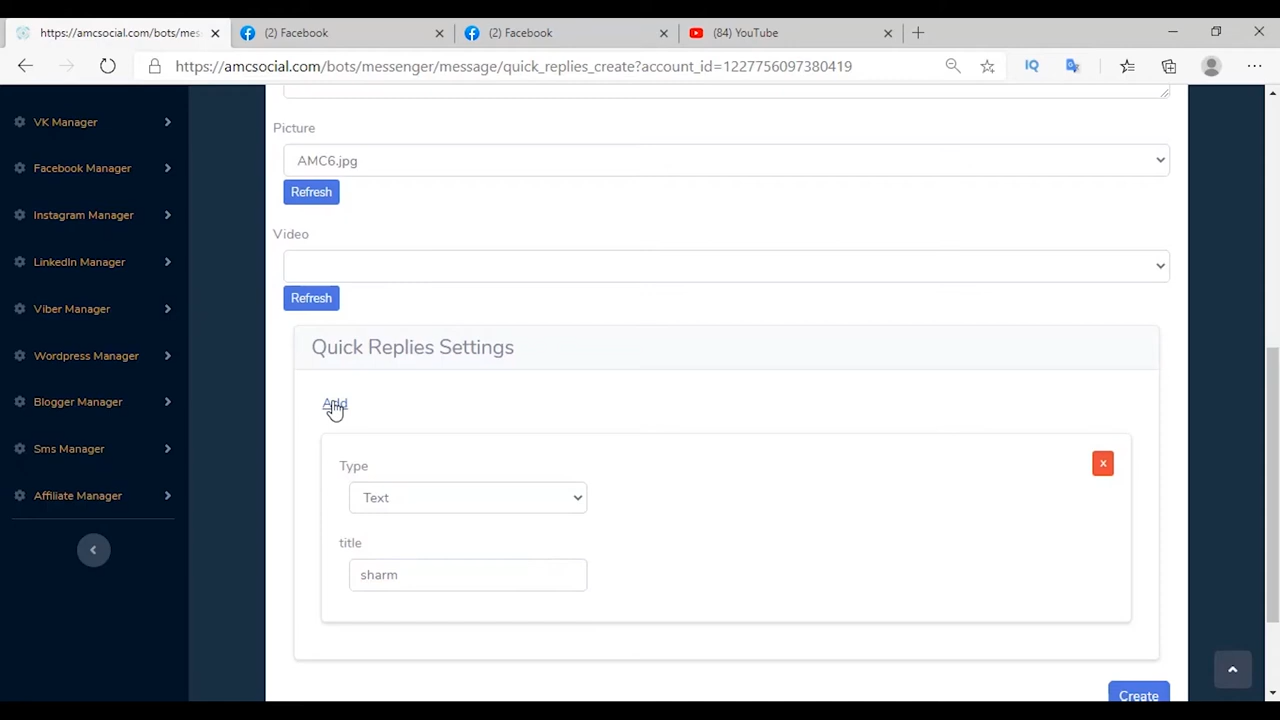 https://amcsocial.com/bots/mes
(2) Facebook
(2) Facebook
(84) YouTube
https://amcsocial.com/bots/messenger/message/quick_replies_create?account_id=1227756097380419
IQ
VK Manager
Facebook Manager
Instagram Manager
LinkedIn Manager
Viber Manager
Wordpress Manager
Blogger Manager
Sms Manager
Affiliate Manager
Picture
AMC6.jpg
Refresh
Video
Refresh
Quick Replies Settings
Add
Type
x
Text
title
sharm
Create